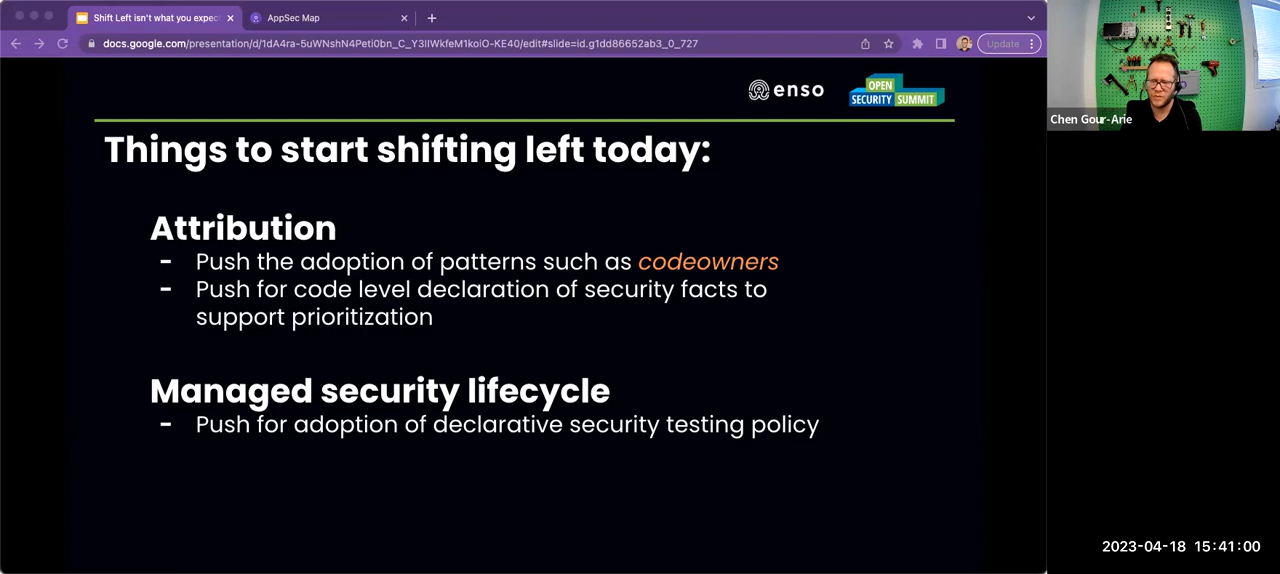 Shift Left isn't what you expec
AppSec Map
docs.google.com/presentation/d/1dA4ra-5uWNshN4Peti0bn_C_Y3IIWkfeM1koiO-KE40/edit#slide=id.g1dd86652ab3_0_727
Update
enso
OPEN
SECURITY SUMMIT
Things to start shifting left today:
Attribution
- Push the adoption of patterns such as codeowners
- Push for code level declaration of security facts to
support prioritization
Managed security lifecycle
- Push for adoption of declarative security testing policy
Chen Gour-Arie
2023-04-18 15:41:00